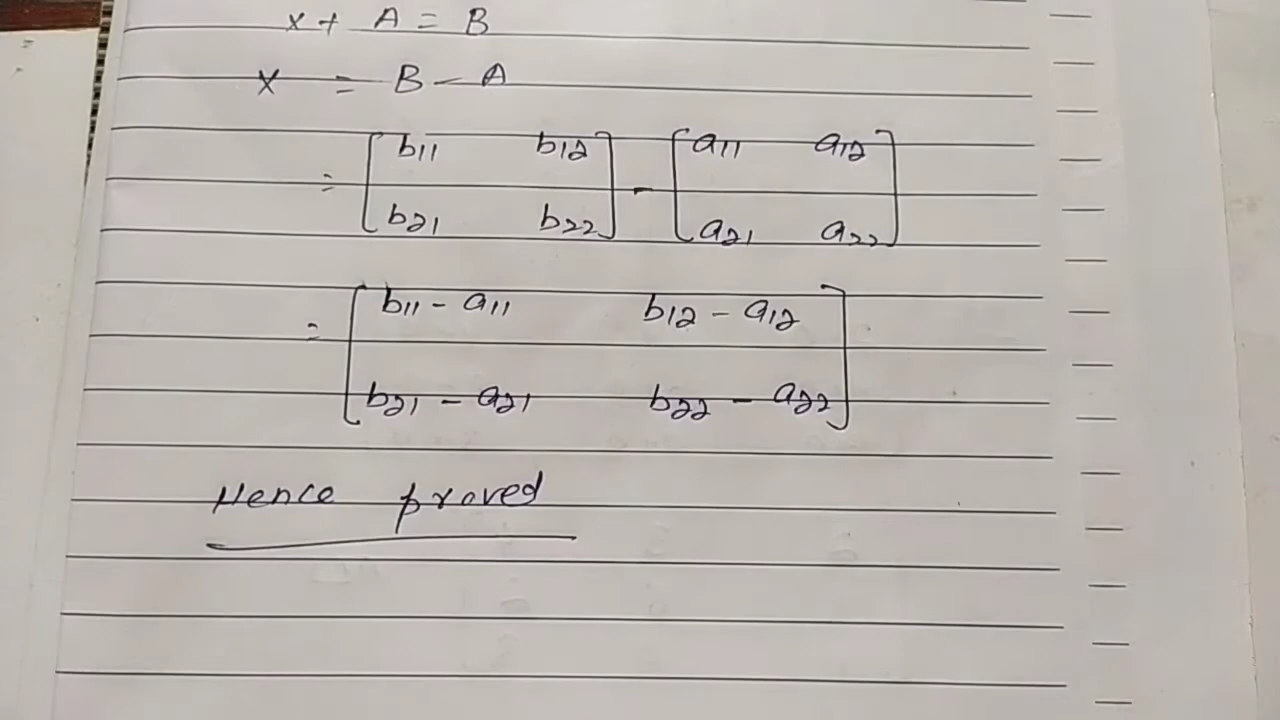 x + A = B
x = B - A
= [ b11 b12 ] - [ a11 a12 ]
[ b21 b22 ] [ a21 a22 ]
= [ b11 - a11 b12 - a12 ]
[ b21 - a21 b22 - a22 ]
Hence proved